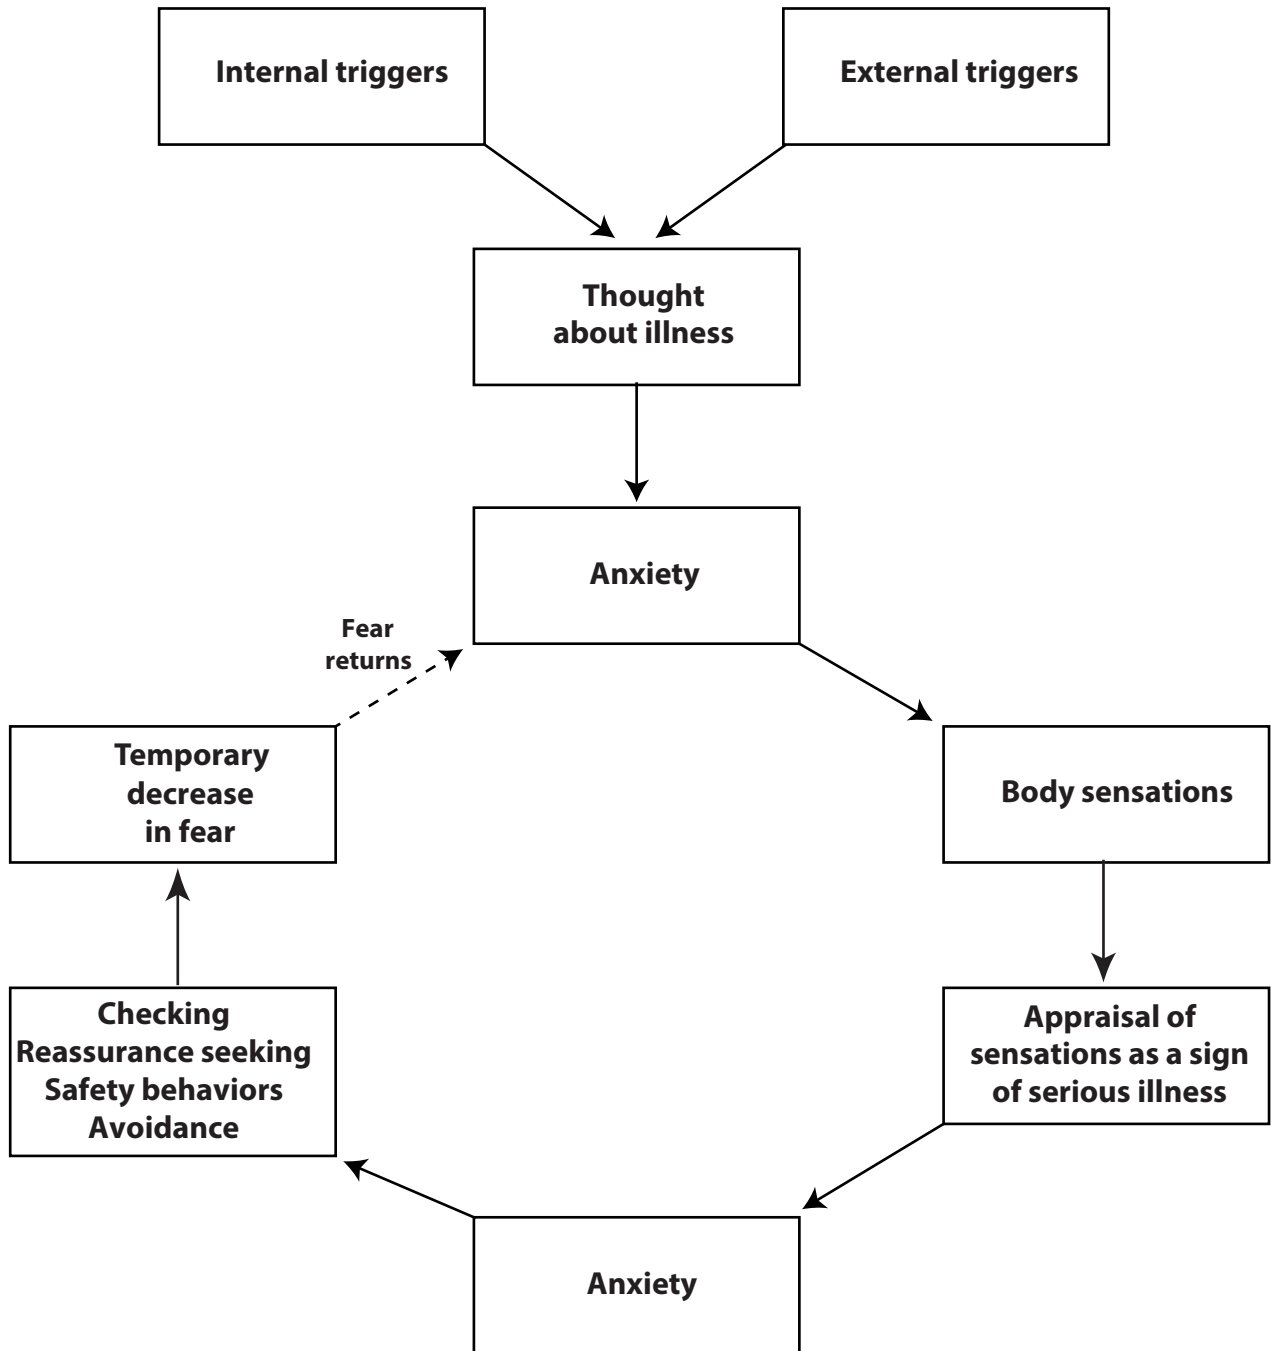 Internal triggers
External triggers
Thought
about illness
Anxiety
Fear
returns
Temporary
decrease
in fear
Body sensations
Checking
Reassurance seeking
Safety behaviors
Avoidance
Appraisal of
sensations as a sign
of serious illness
Anxiety